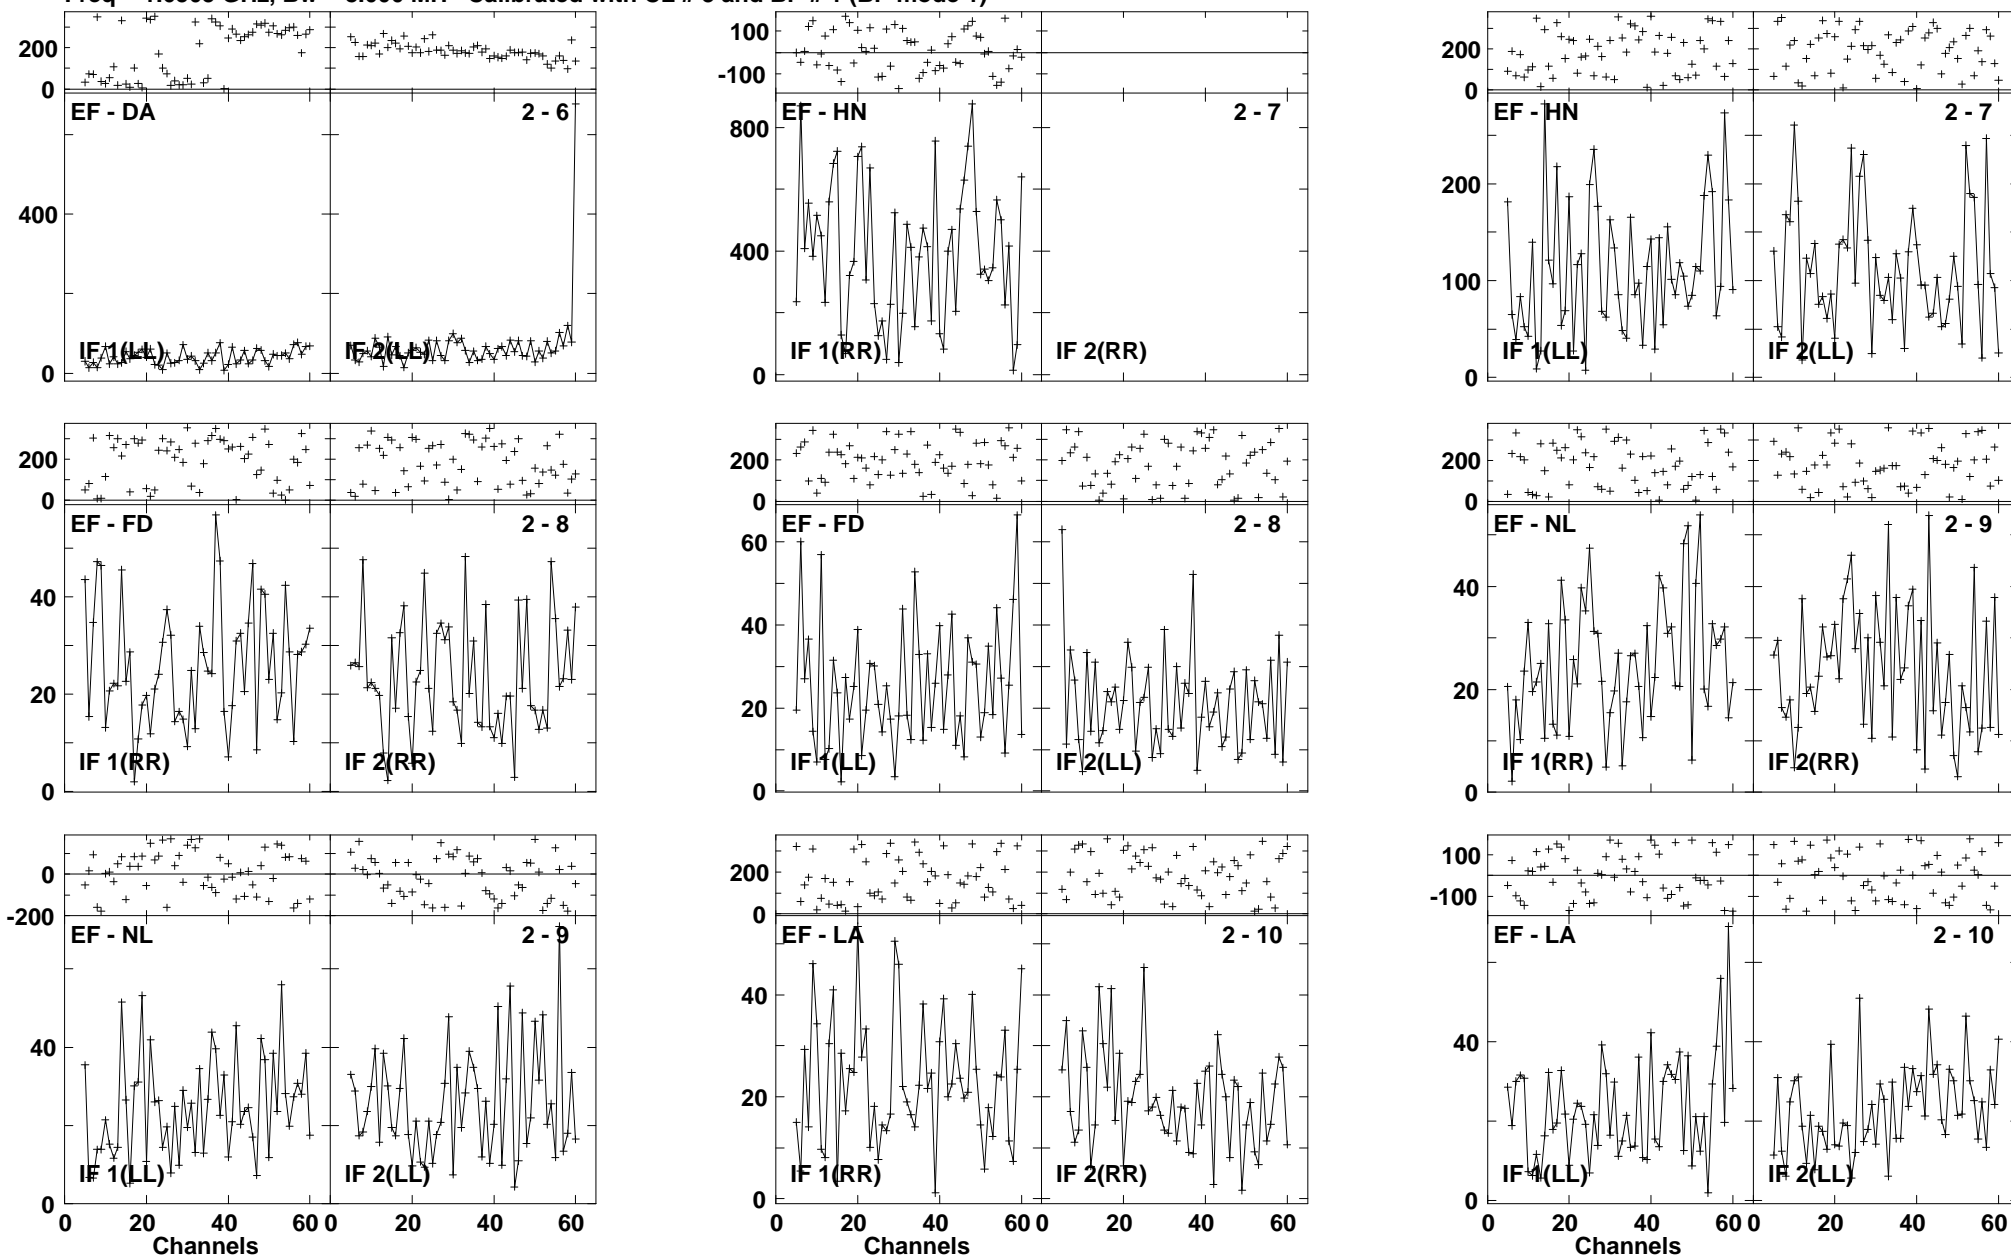 200
0
EF - DA
2 - 6
400
0
IF 1(LL)
IF 2(LL)
100
-100
EF - HN
2 - 7
800
400
0
IF 1(RR)
IF 2(RR)
200
0
EF - HN
2 - 7
200
100
0
IF 1(LL)
IF 2(LL)
200
0
EF - FD
2 - 8
40
20
0
IF 1(RR)
IF 2(RR)
200
0
EF - FD
2 - 8
60
40
20
0
IF 1(LL)
IF 2(LL)
200
0
EF - NL
2 - 9
40
20
0
IF 1(RR)
IF 2(RR)
0
-200
EF - NL
2 - 9
40
0
IF 1(LL)
IF 2(LL)
0 20 40 60 0 20 40 60
Channels
200
0
EF - LA
2 - 10
40
20
0
IF 1(RR)
IF 2(RR)
0 20 40 60 0 20 40 60
Channels
100
-100
EF - LA
2 - 10
40
0
IF 1(LL)
IF 2(LL)
0 20 40 60 0 20 40 60
Channels